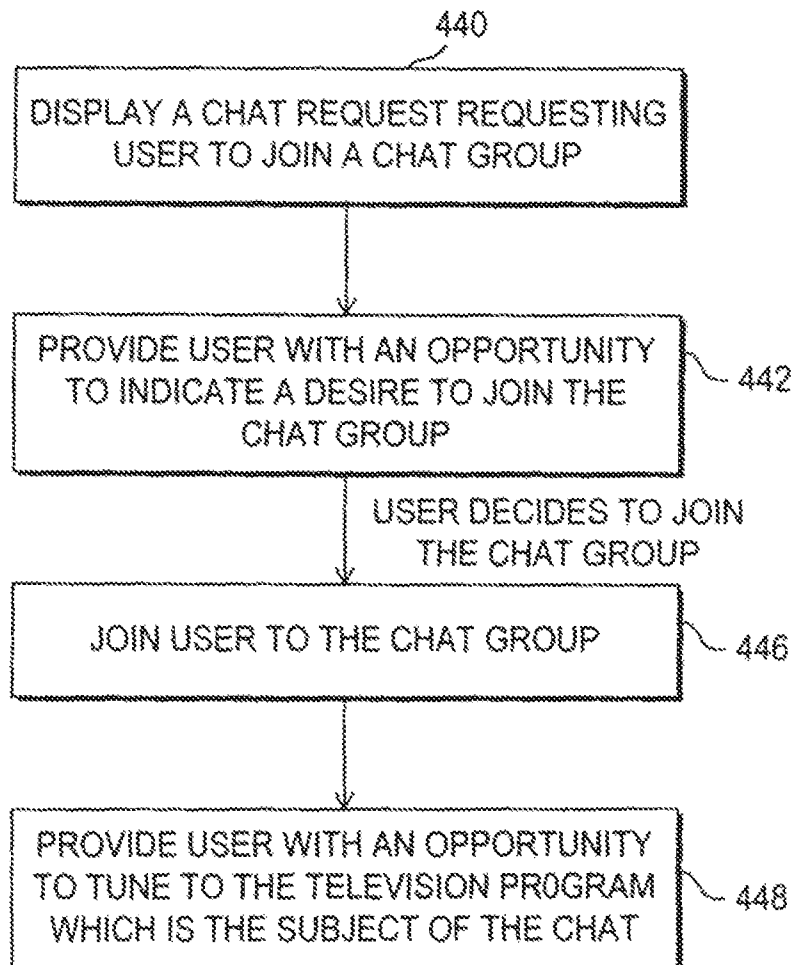 440
DISPLAY A CHAT REQUEST REQUESTING
USER TO JOIN A CHAT GROUP
PROVIDE USER WITH AN OPPORTUNITY
TO INDICATE A DESIRE TO JOIN THE
CHAT GROUP
442
USER DECIDES TO JOIN
THE CHAT GROUP
JOIN USER TO THE CHAT GROUP
446
PROVIDE USER WITH AN OPPORTUNITY
TO TUNE TO THE TELEVISION PR0GRAM
WHICH IS THE SUBJECT OF THE CHAT
448